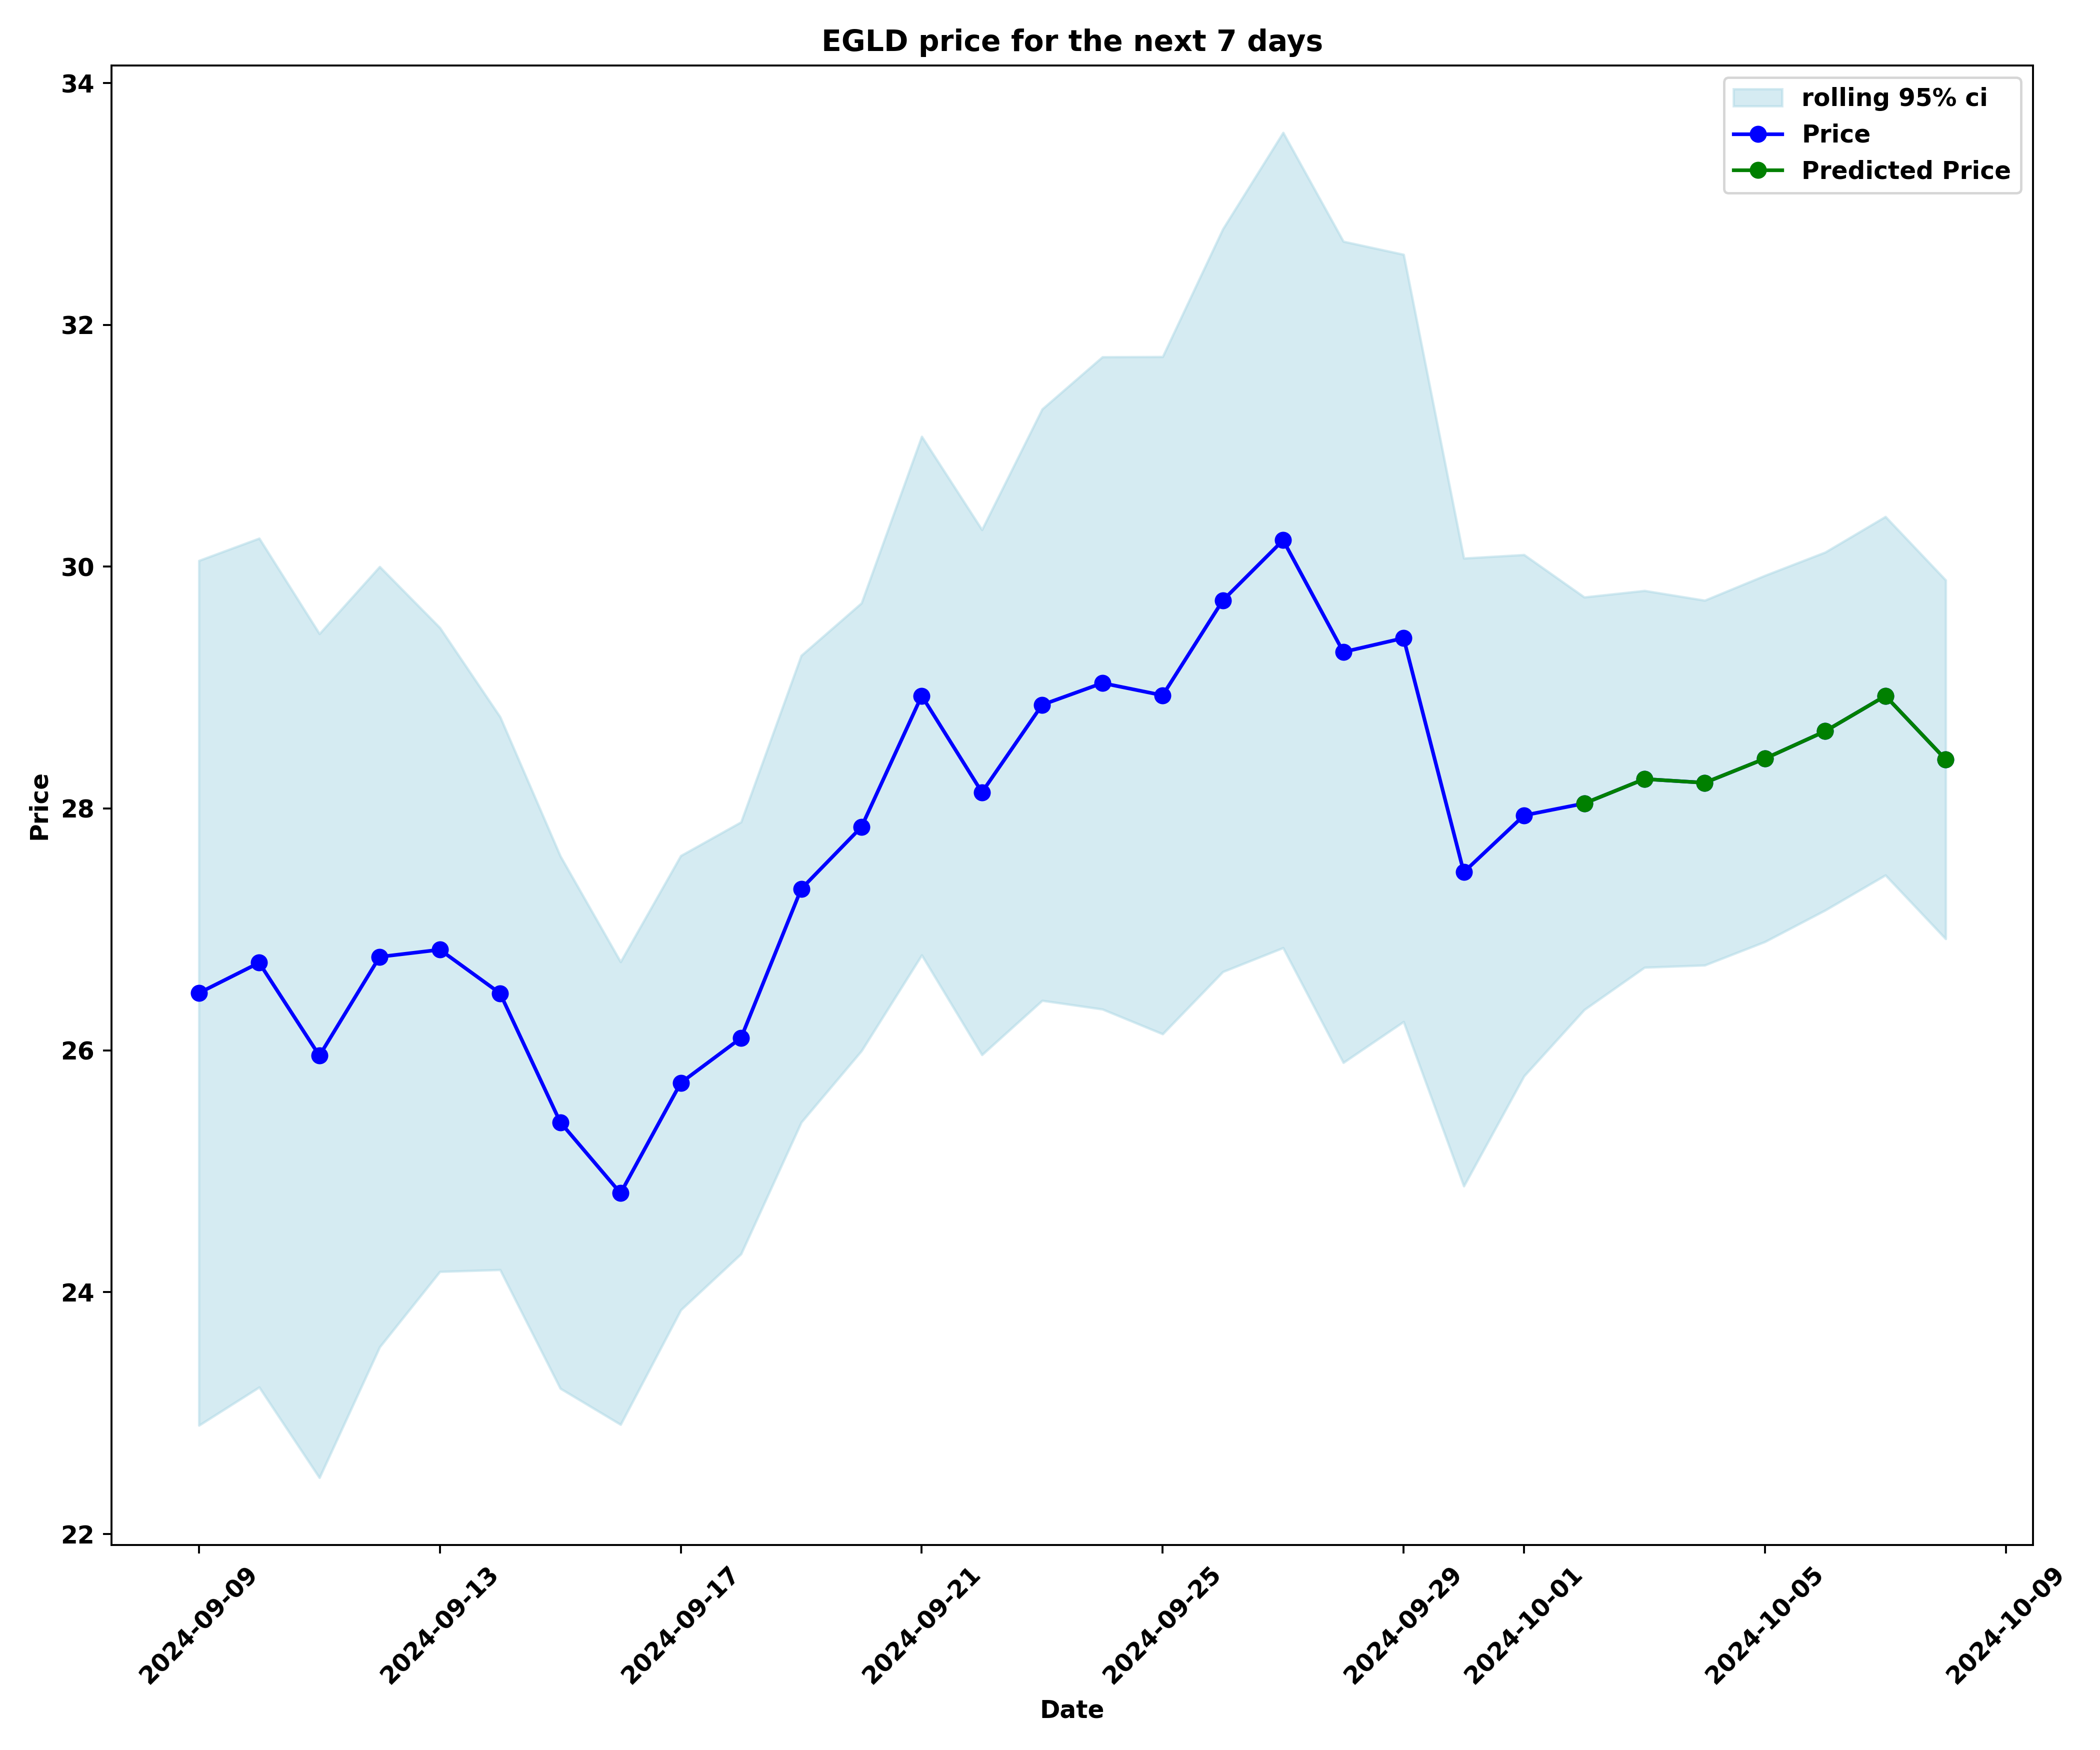 EGLD price for the next 7 days
rolling 95% ci
Price
Predicted Price
34
32
30
28
26
24
22
Price
2024-09-09
2024-09-13
2024-09-17
2024-09-21
2024-09-25
2024-09-29
2024-10-01
2024-10-05
2024-10-09
Date